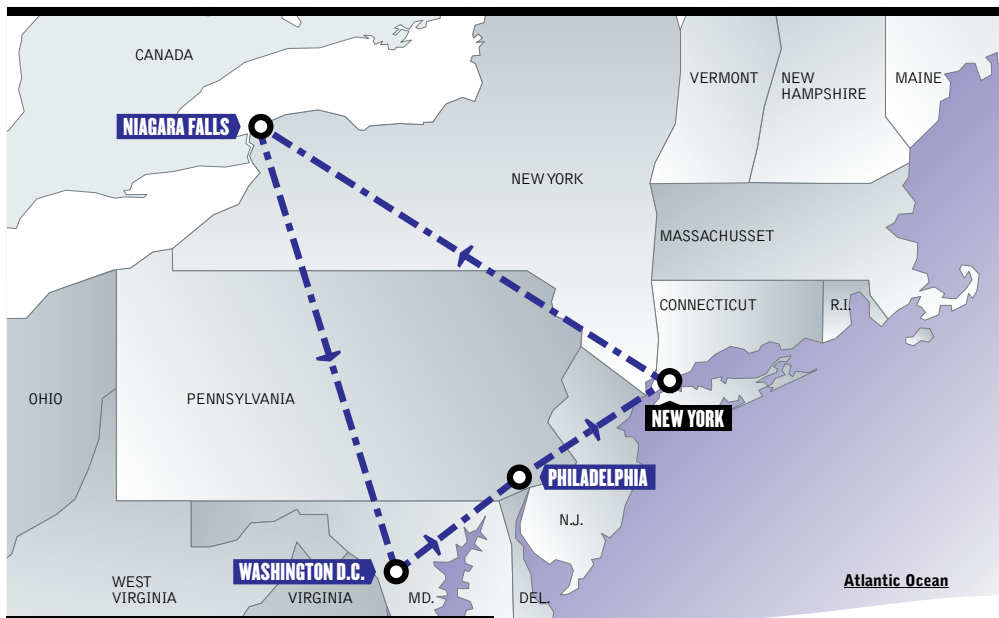 CANADA
VERMONT
NEW
HAMPSHIRE
MAINE
NIAGARA FALLS
NEW YORK
MASSACHUSSET
CONNECTICUT
R.I.
OHIO
PENNSYLVANIA
NEW YORK
PHILADELPHIA
N.J.
WASHINGTON D.C.
WEST
VIRGINIA
VIRGINIA
MD.
DEL.
Atlantic Ocean